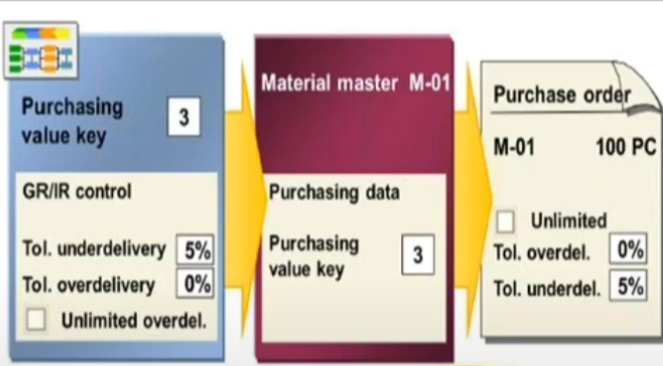 Purchasing
value key
3
GR/IR control
Tol. underdelivery 5%
Tol. overdelivery 0%
Unlimited overdel.
Material master M-01
Purchasing data
Purchasing
value key
3
Purchase order
M-01 100 PC
Unlimited
Tol. overdel. 0%
Tol. underdel. 5%